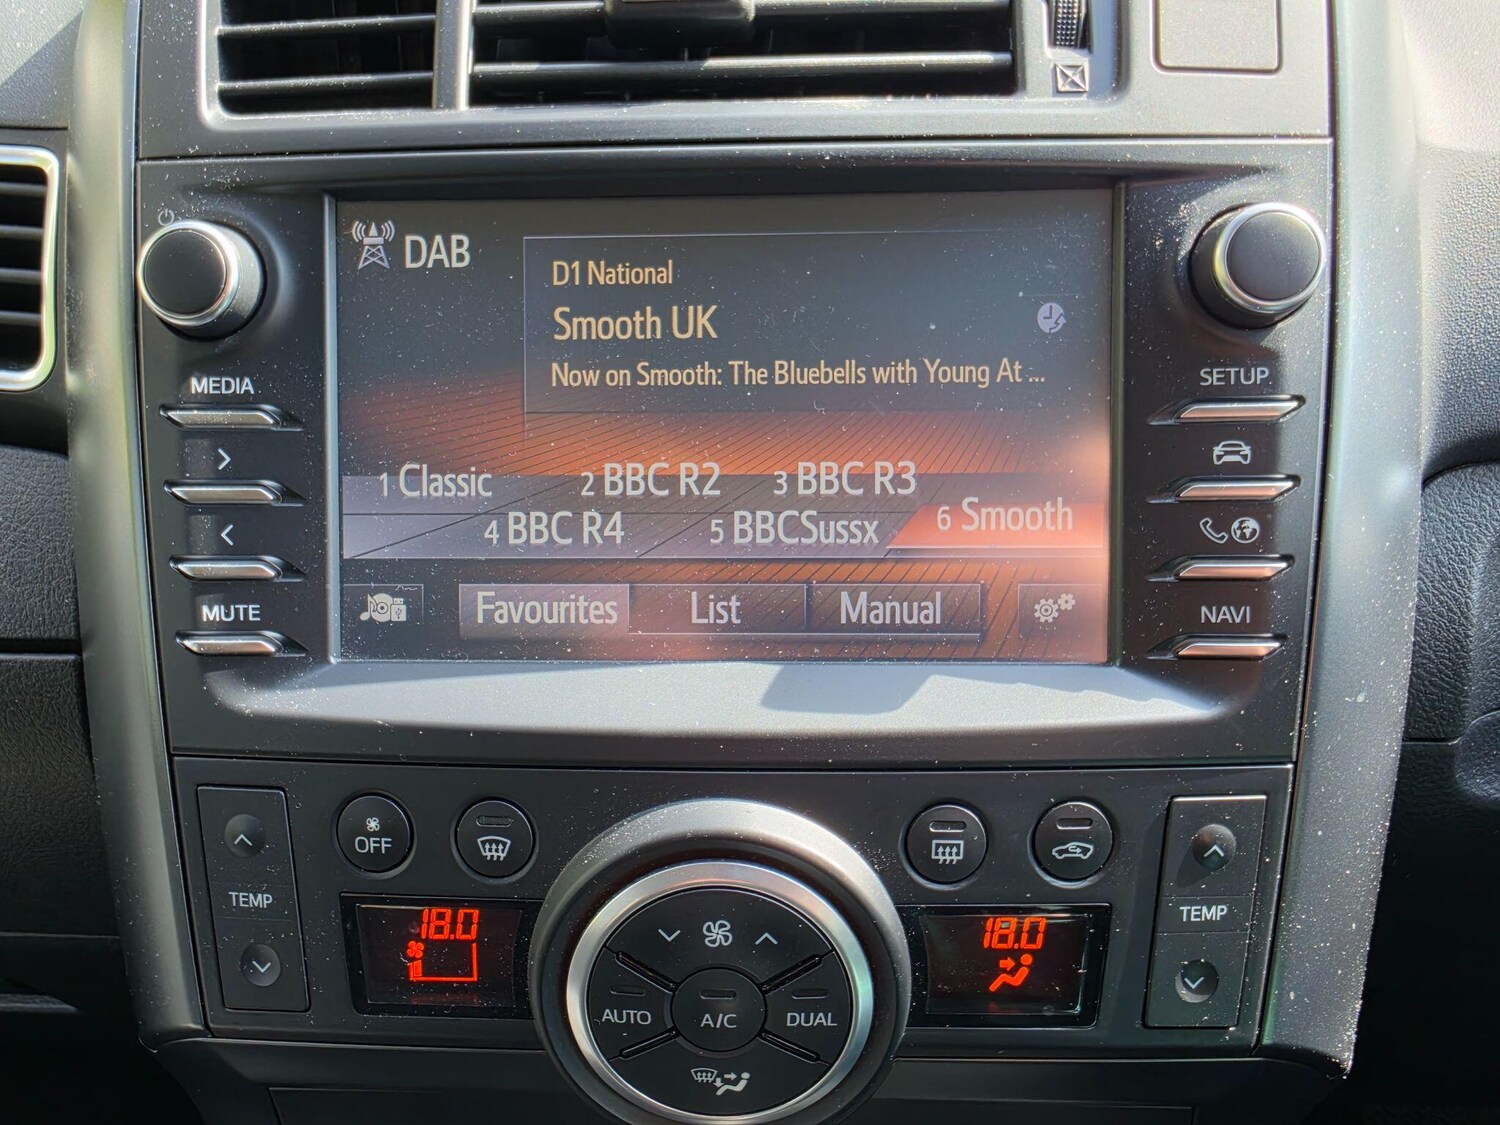 DAB
D1 National
Smooth UK
Now on Smooth: The Bluebells with Young At ...
1 Classic 2 BBC R2 3 BBC R3
4 BBC R4 5 BBCSussx 6 Smooth
Favourites List Manual
MEDIA
>
<
MUTE
SETUP
NAVI
OFF
TEMP
18.0
AUTO A/C DUAL
18.0
TEMP